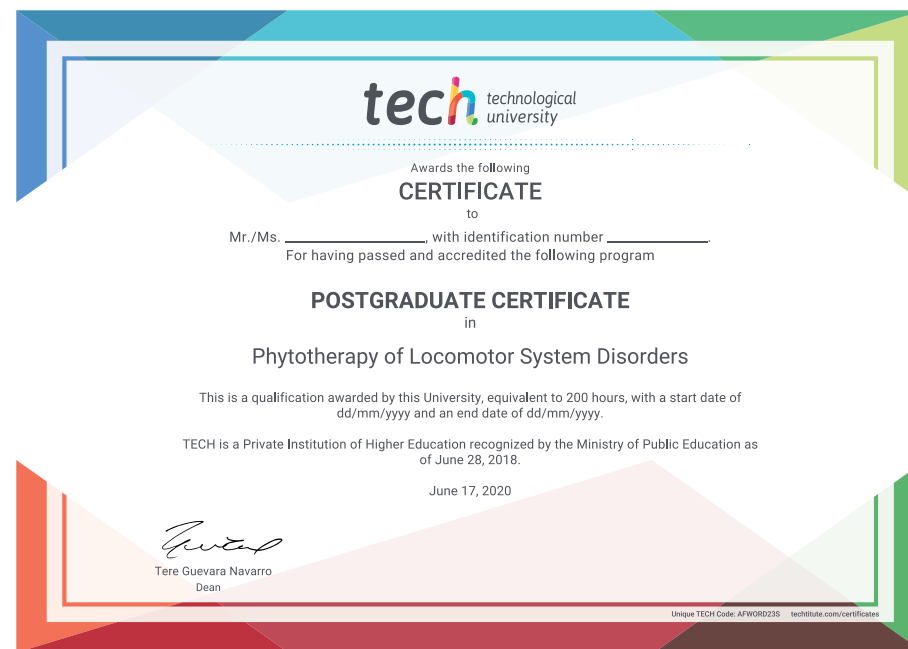 tech technological
university
Awards the following
CERTIFICATE
to
Mr./Ms. ____________________, with identification number ______________.
For having passed and accredited the following program
POSTGRADUATE CERTIFICATE
in
Phytotherapy of Locomotor System Disorders
This is a qualification awarded by this University, equivalent to 200 hours, with a start date of
dd/mm/yyyy and an end date of dd/mm/yyyy.
TECH is a Private Institution of Higher Education recognized by the Ministry of Public Education as
of June 28, 2018.
June 17, 2020
Tere Guevara Navarro
Dean
Unique TECH Code: AFWORD23S techtitute.com/certificates